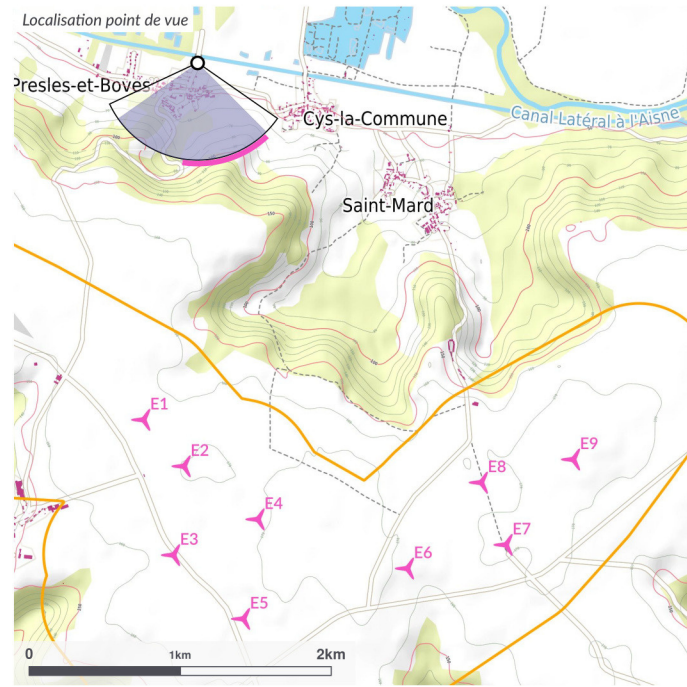 Localisation point de vue
Presles-et-Boves
Cys-la-Commune
Canal Latéral à l'Aisne
Saint-Mard
E1
E2
E9
E8
E4
E3
E7
E6
E5
0
1km
2km